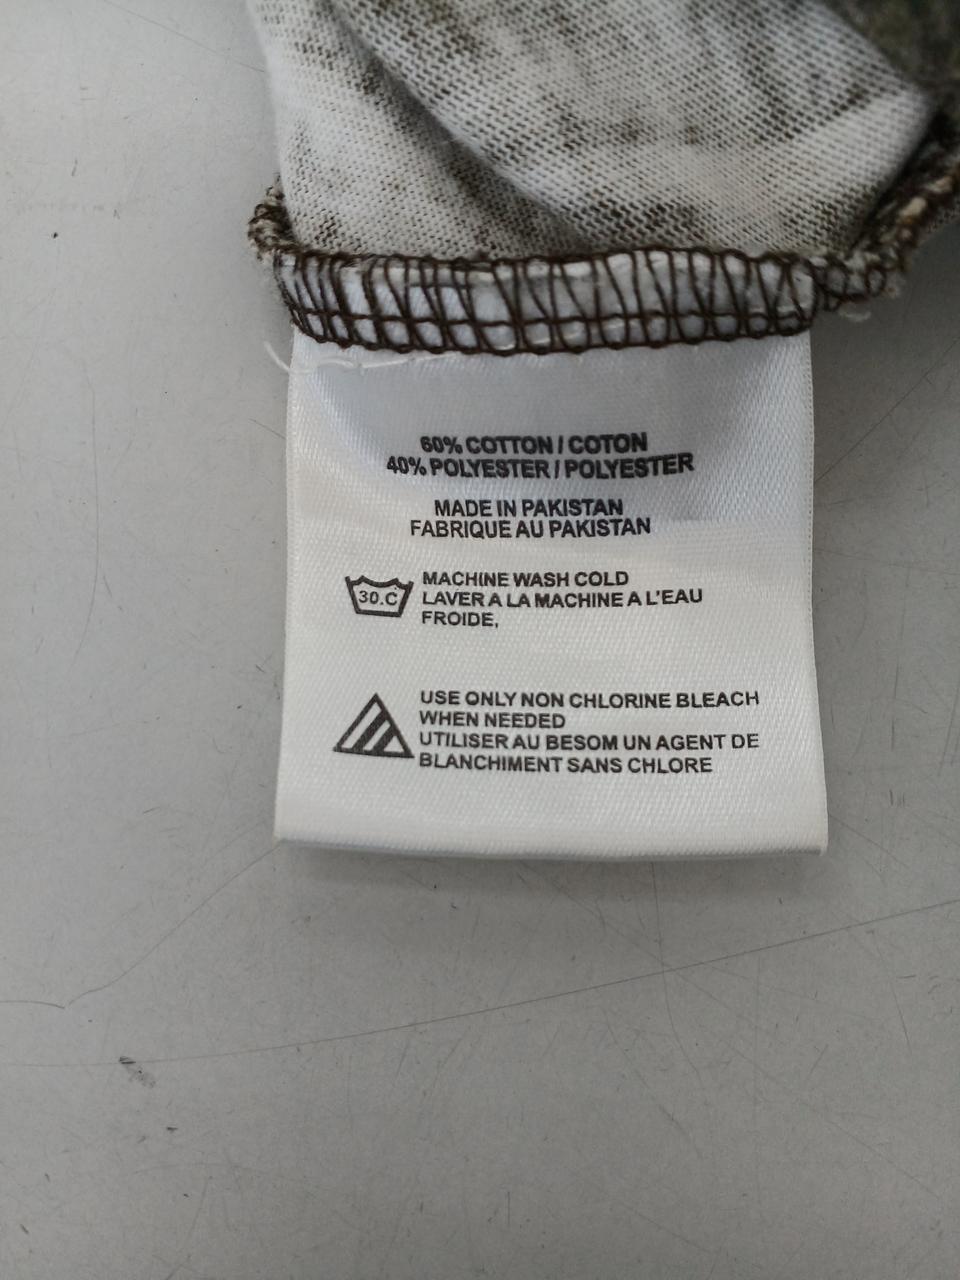 60% COTTON / COTON
40% POLYESTER / POLYESTER
MADE IN PAKISTAN
FABRIQUE AU PAKISTAN
30.C
MACHINE WASH COLD
LAVER A LA MACHINE A L'EAU
FROIDE,
USE ONLY NON CHLORINE BLEACH
WHEN NEEDED
UTILISER AU BESOM UN AGENT DE
BLANCHIMENT SANS CHLORE